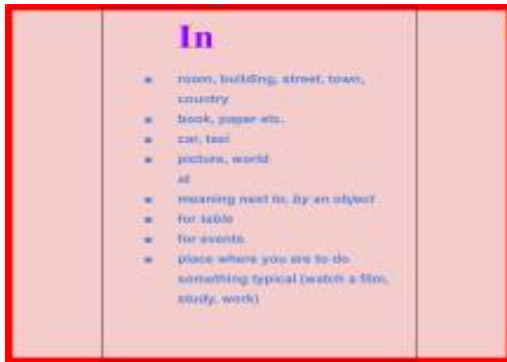 In
room, building, street, town,
country
book, paper etc.
car, taxi
picture, world
at
meaning next to, by an object
for table
for events
place where you are to do
something typical (watch a film,
study, work)